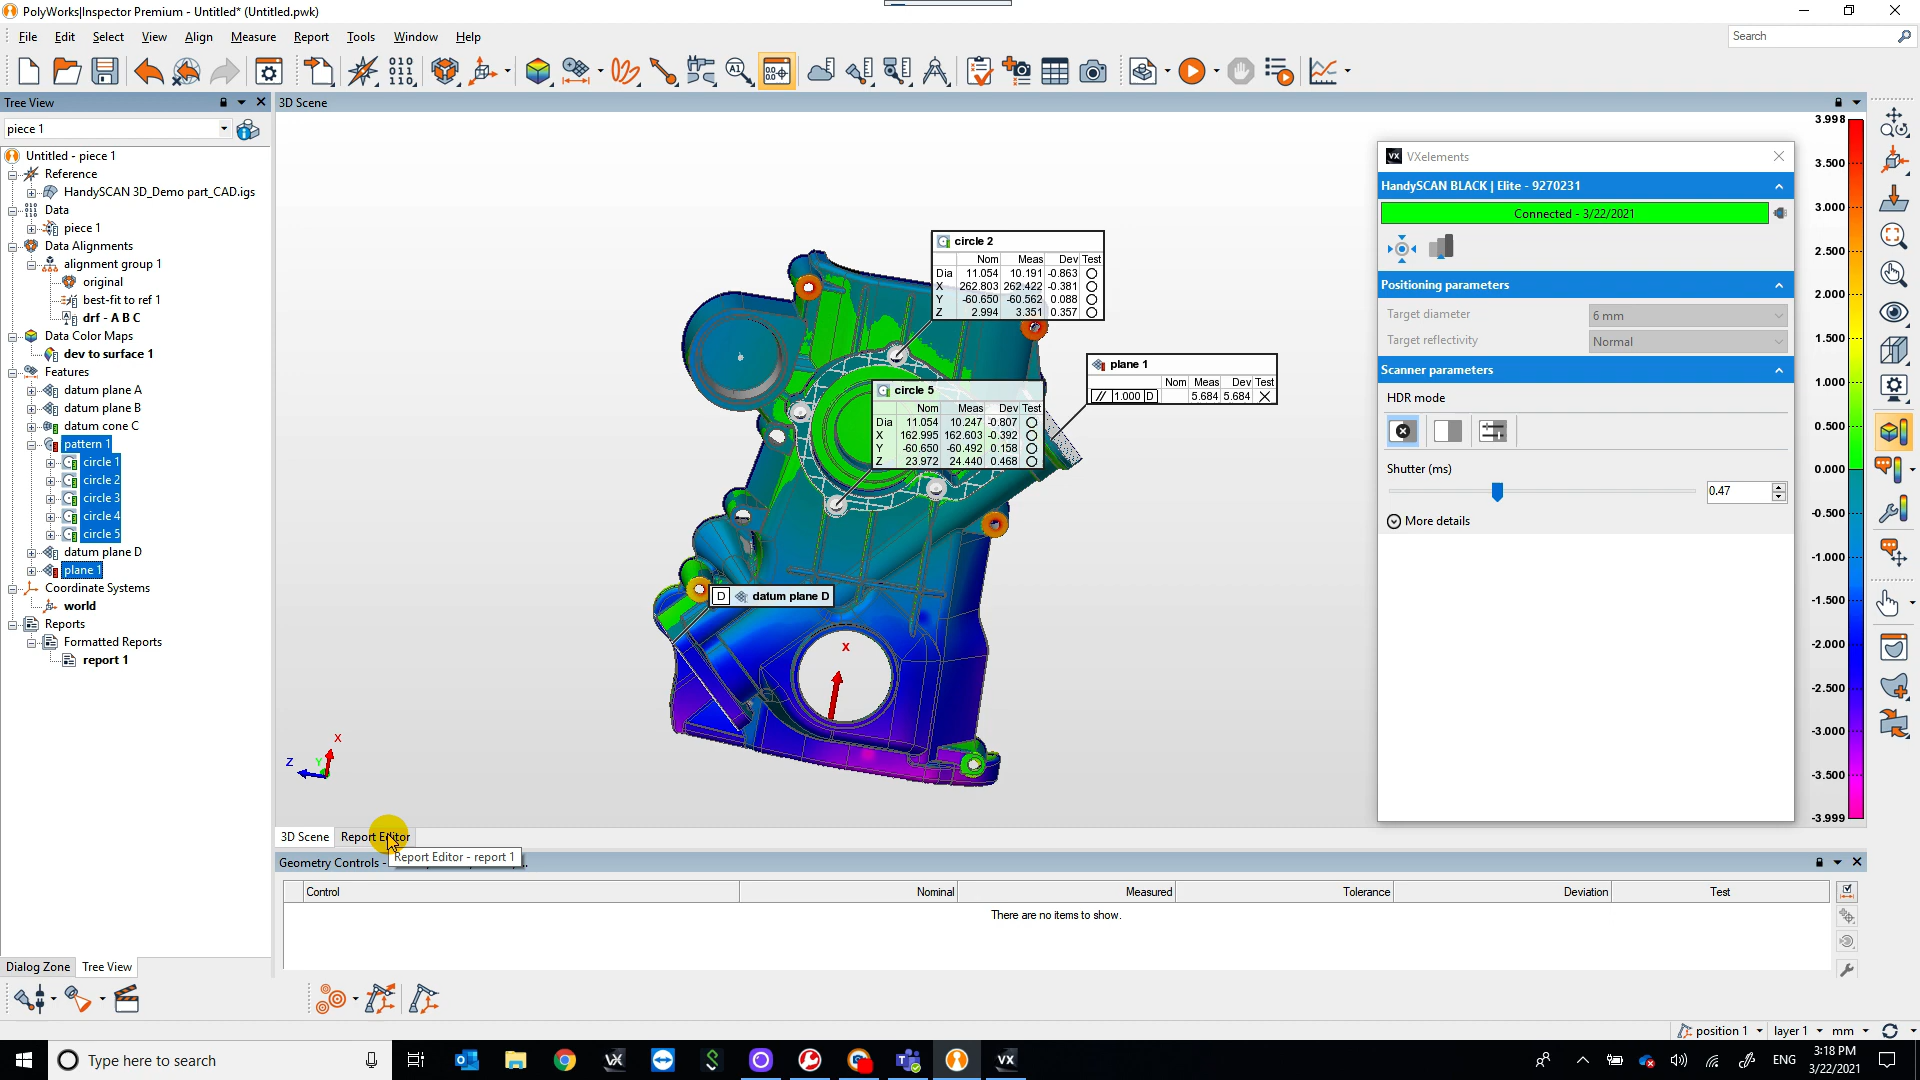 PolyWorks|Inspector Premium - Untitled* (Untitled.pwk)
File Edit Select View Align Measure Report Tools Window Help
Search
Tree View
3D Scene
piece 1
Untitled - piece 1
Reference
HandySCAN 3D_Demo part_CAD.igs
Data
piece 1
Data Alignments
alignment group 1
original
best-fit to ref 1
drf - A B C
Data Color Maps
dev to surface 1
Features
datum plane A
datum plane B
datum cone C
pattern 1
circle 1
circle 2
circle 3
circle 4
circle 5
datum plane D
plane 1
Coordinate Systems
world
Reports
Formatted Reports
report 1
circle 2
Nom Meas Dev Test
Dia 11.054 10.191 -0.863
X 262.803 262.422 -0.381
Y -60.650 -60.562 0.088
Z 2.994 3.351 0.357
plane 1
Nom Meas Dev Test
// 1.000 D 5.684 5.684
circle 5
Nom Meas Dev Test
Dia 11.054 10.247 -0.807
X 162.995 162.603 -0.392
Y -60.650 -60.492 0.158
Z 23.972 24.440 0.468
D datum plane D
X
X
Z Y
VXelements
HandySCAN BLACK | Elite - 9270231
Connected - 3/22/2021
Positioning parameters
Target diameter 6 mm
Target reflectivity Normal
Scanner parameters
HDR mode
Shutter (ms)
0.47
More details
3.998
3.500
3.000
2.500
2.000
1.500
1.000
0.500
0.000
-0.500
-1.000
-1.500
-2.000
-2.500
-3.000
-3.500
-3.999
3D Scene Report Editor
Report Editor - report 1
Geometry Controls -
Control Nominal Measured Tolerance Deviation Test
There are no items to show.
Dialog Zone Tree View
position 1 layer 1 mm
Type here to search
ENG
3:18 PM
3/22/2021